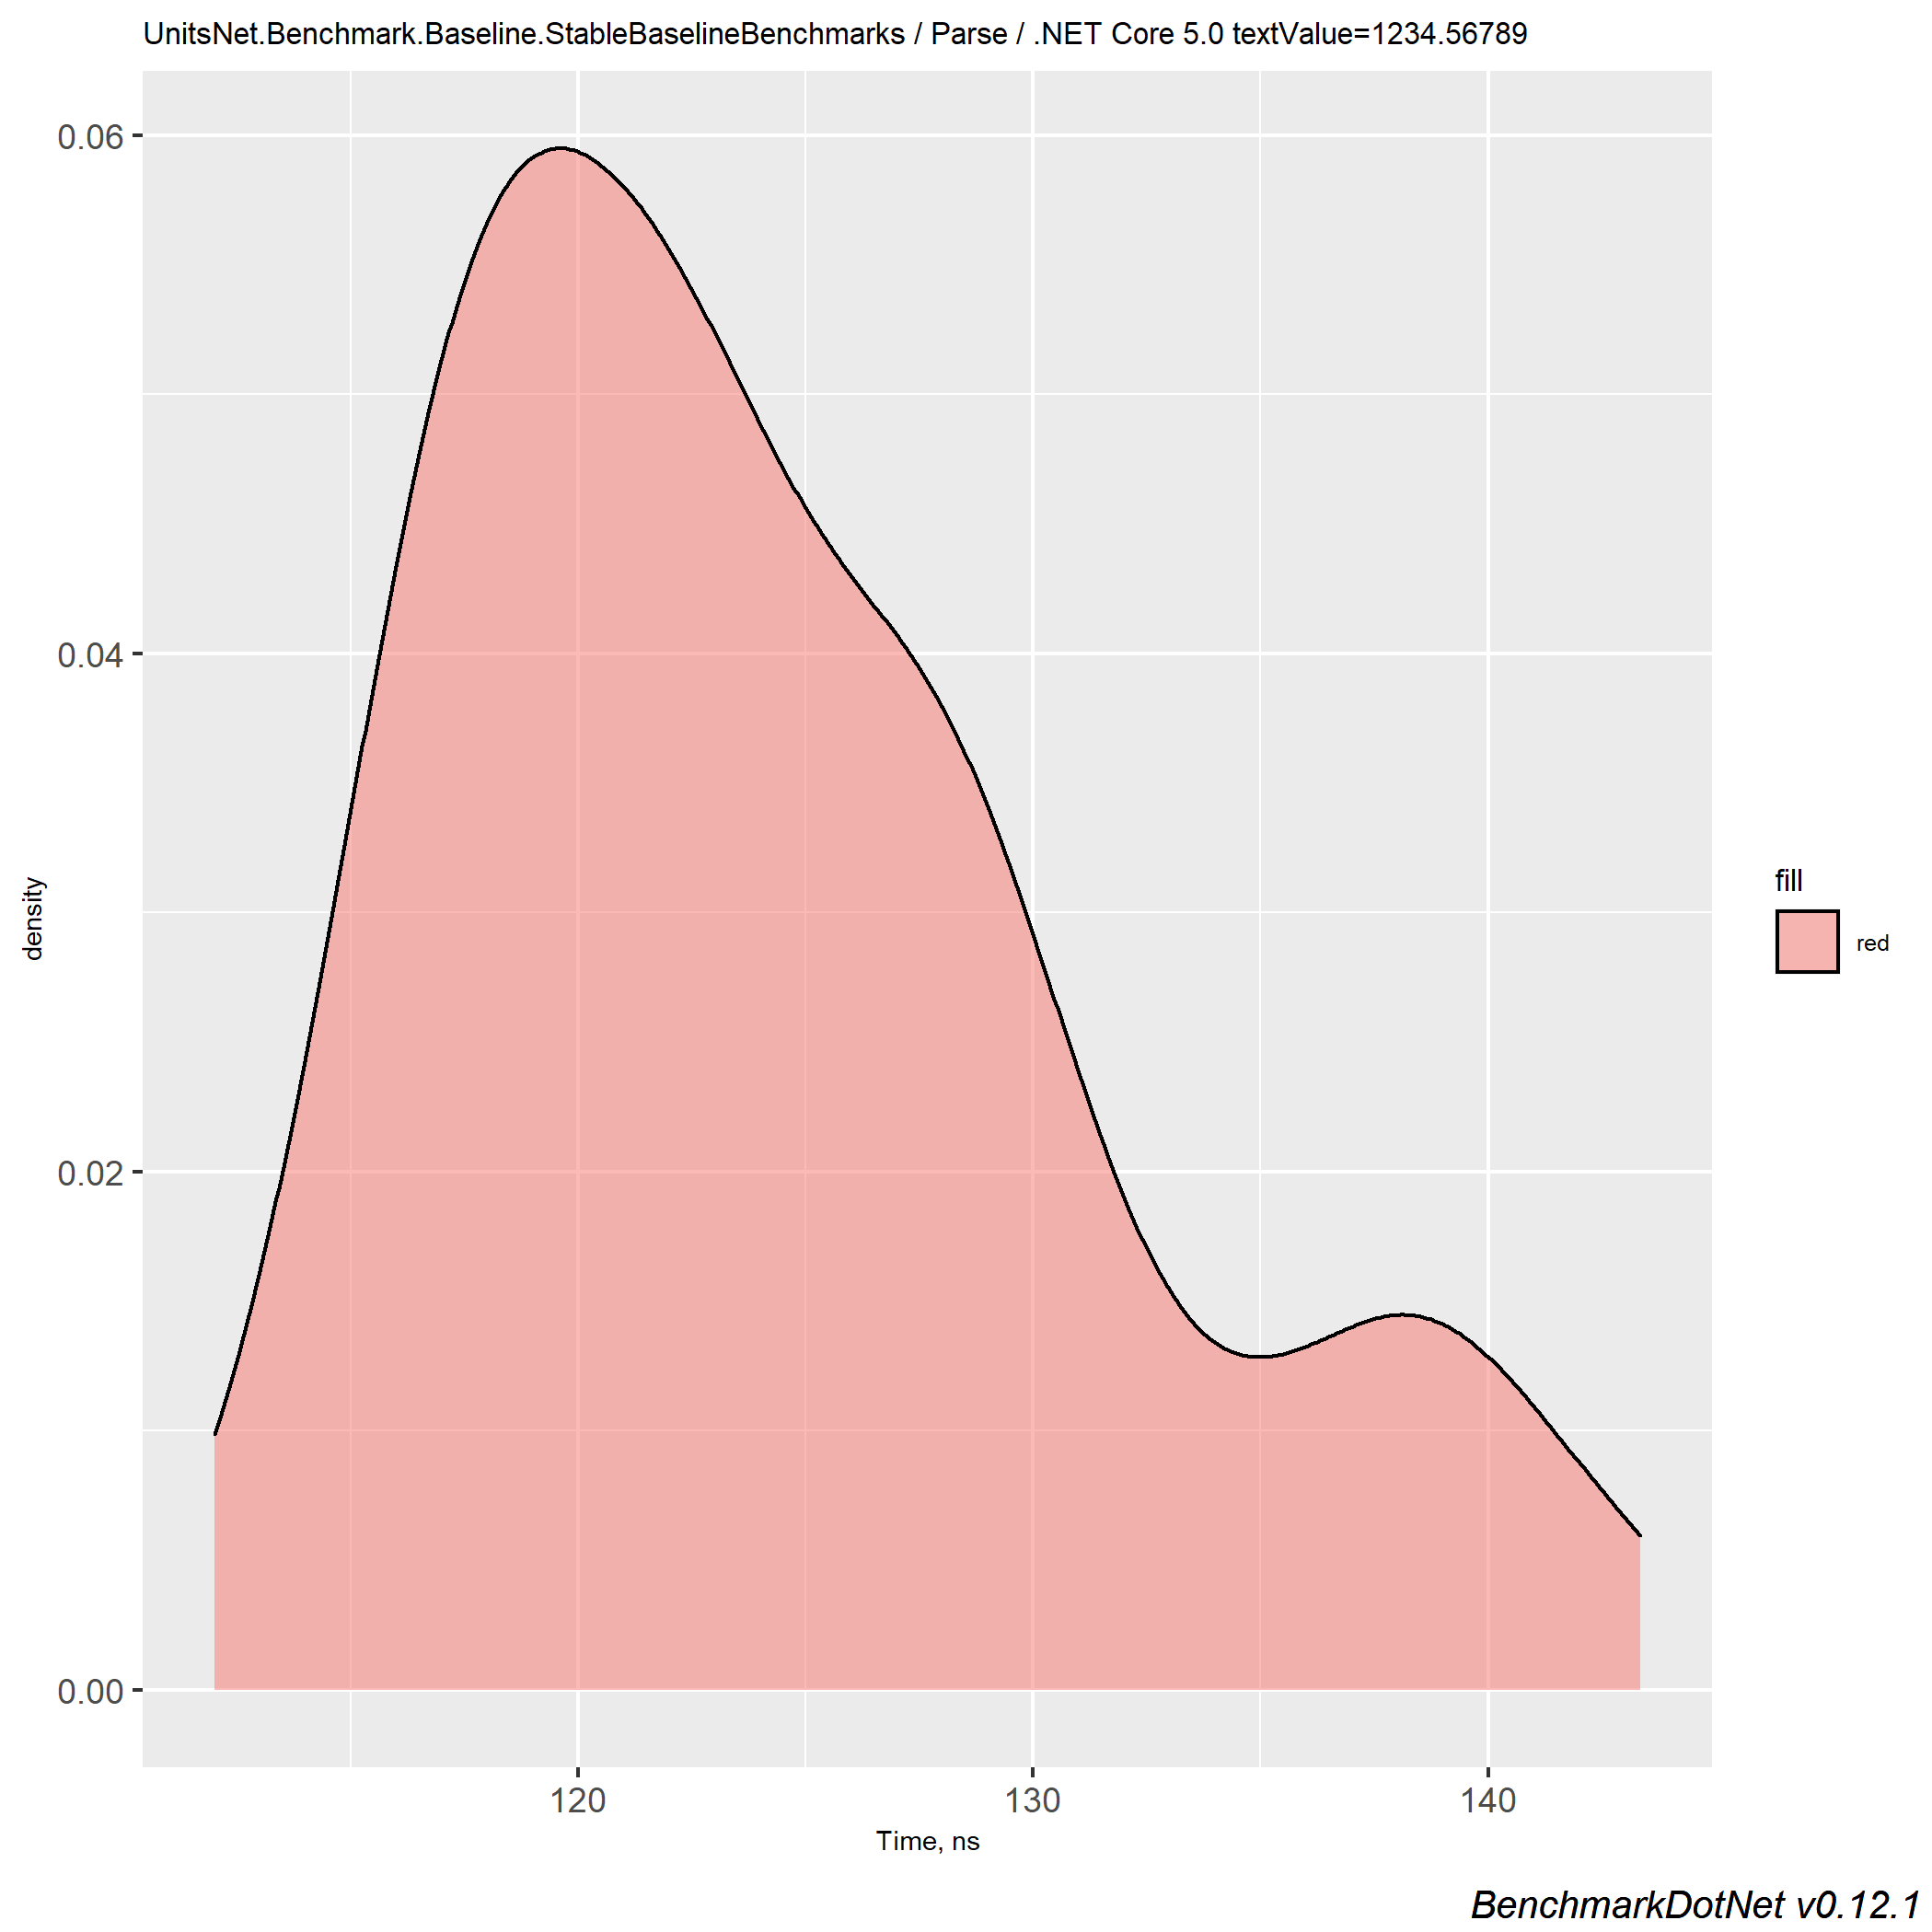 UnitsNet.Benchmark.Baseline.StableBaselineBenchmarks / Parse / .NET Core 5.0 textValue=1234.56789
0.06
0.04
0.02
0.00
density
120 130 140
Time, ns
fill
red
BenchmarkDotNet v0.12.1